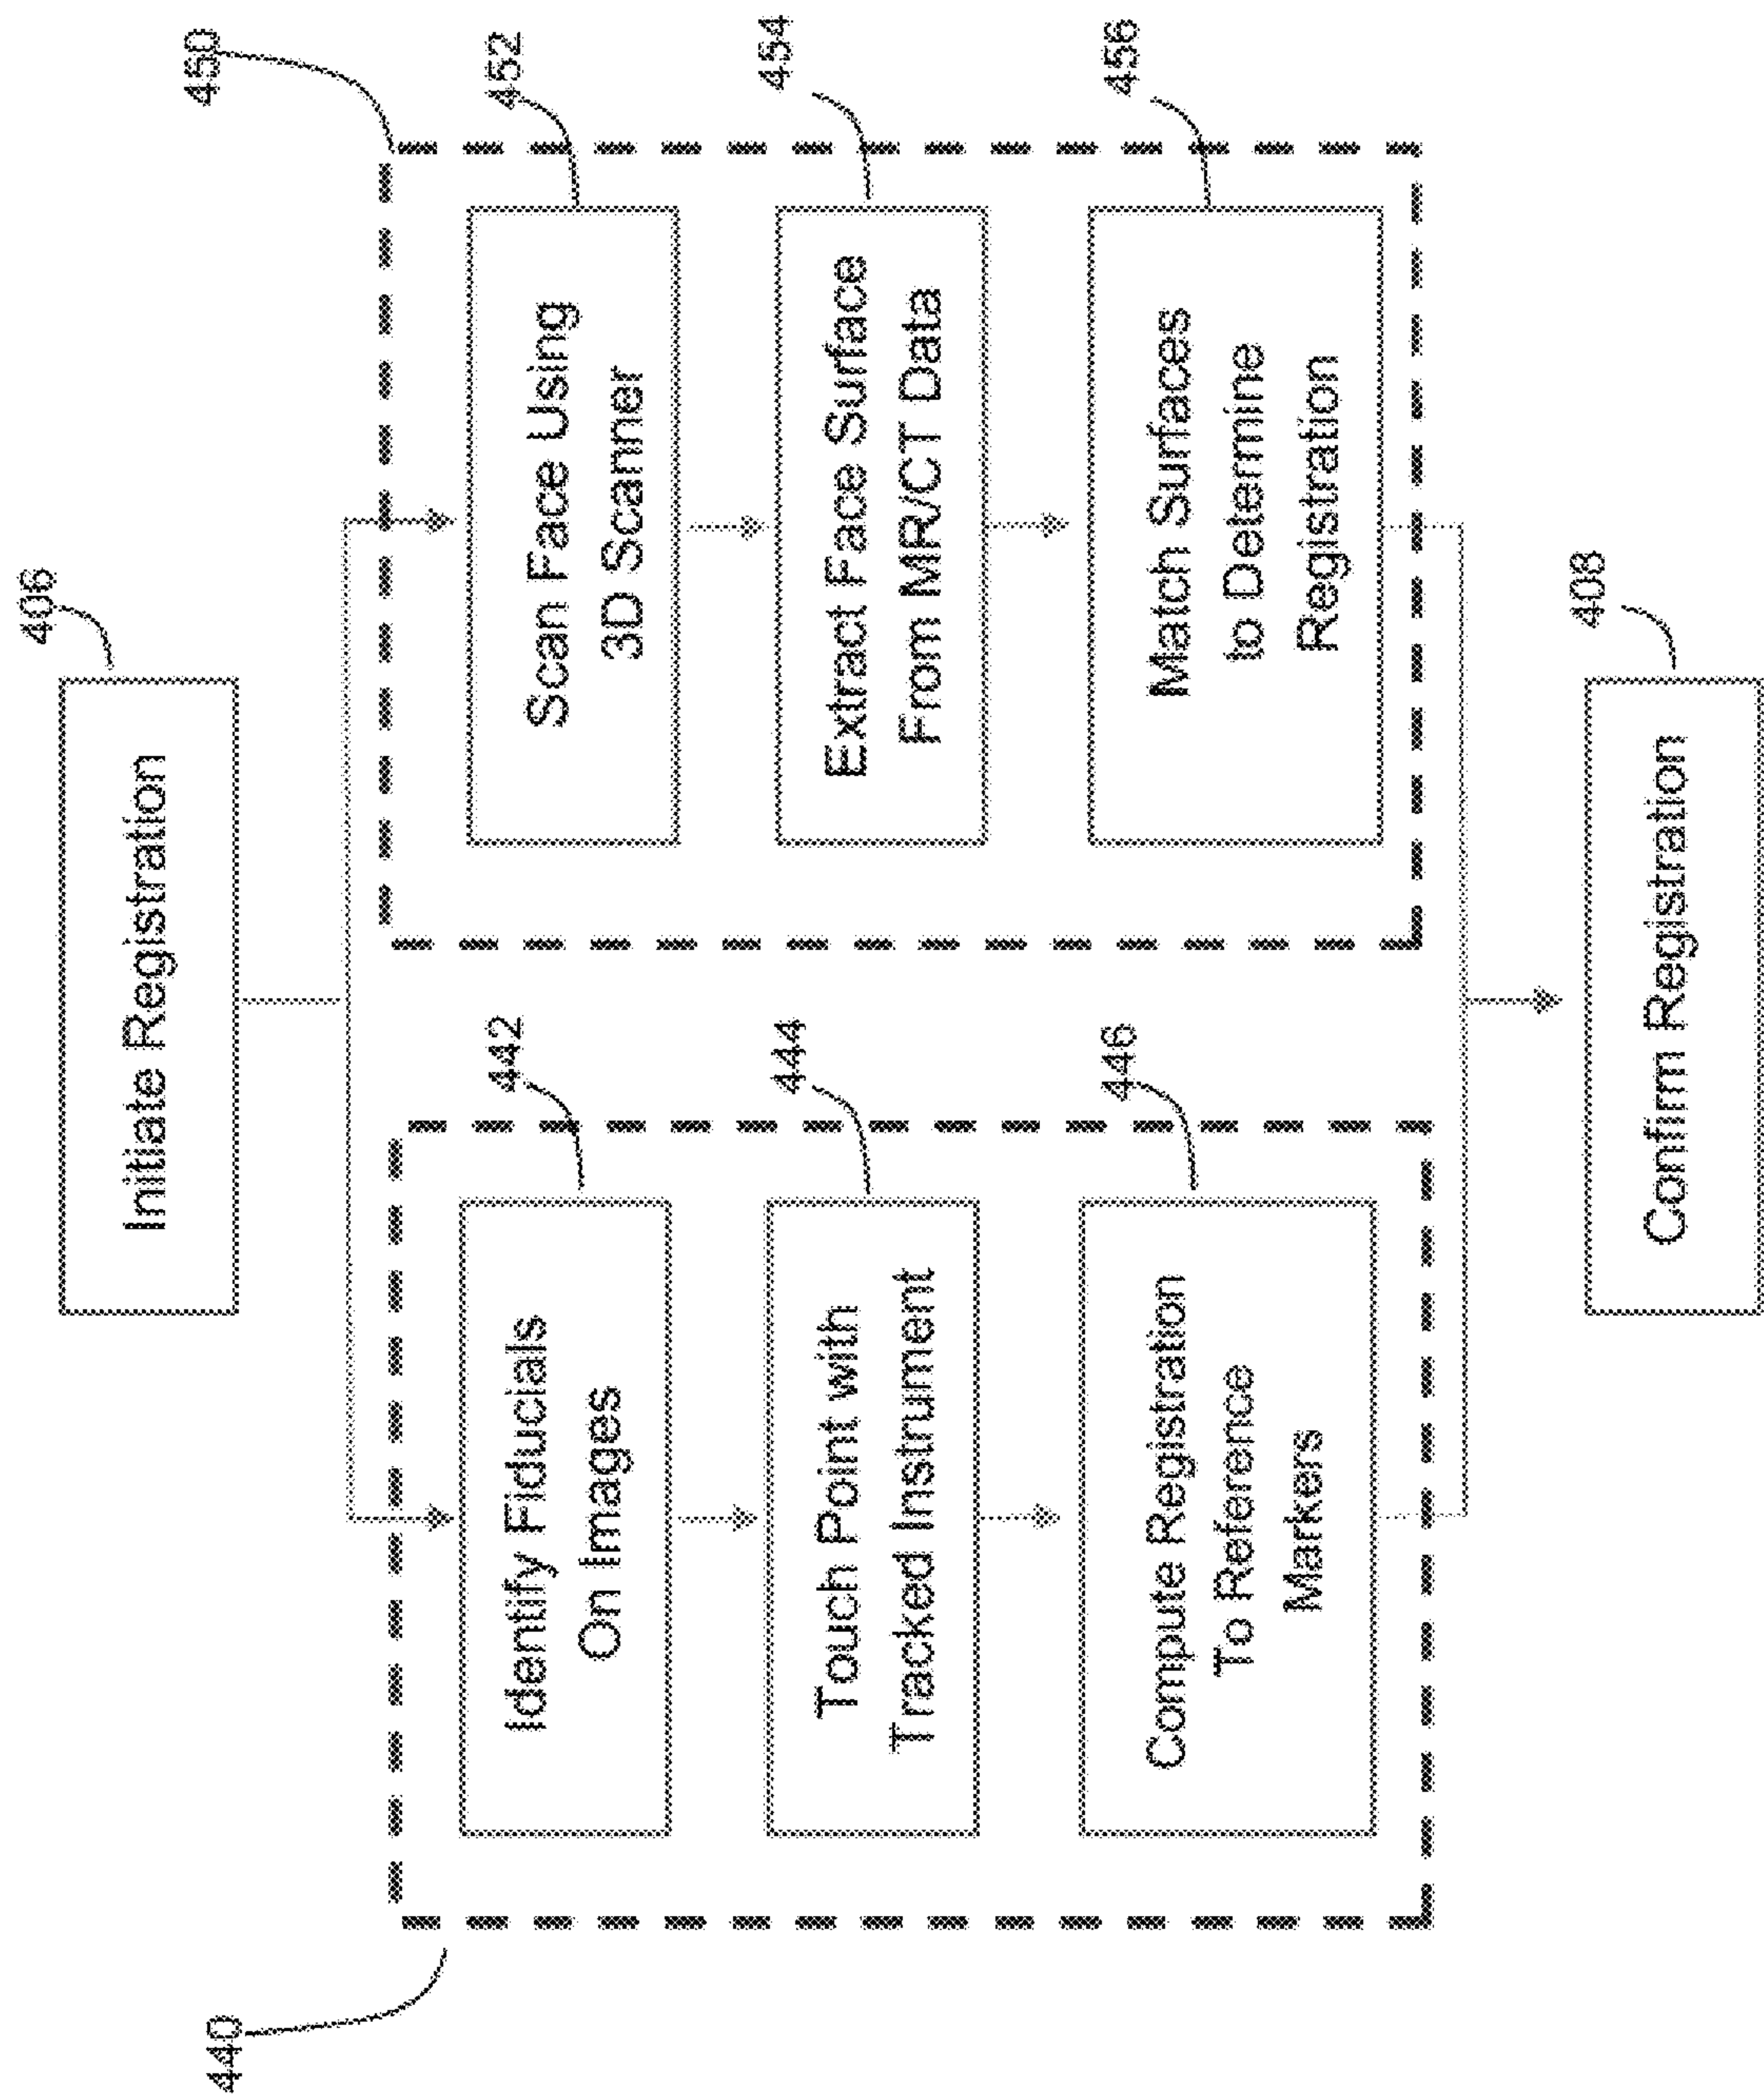 406
Initiate Registration
450
440
442
Identify Fiducials
On Images
444
Touch Point with
Tracked Instrument
446
Compute Registration
To Reference
Markers
452
Scan Face Using
3D Scanner
454
Extract Face Surface
From MR/CT Data
456
Match Surfaces
to Determine
Registration
408
Confirm Registration